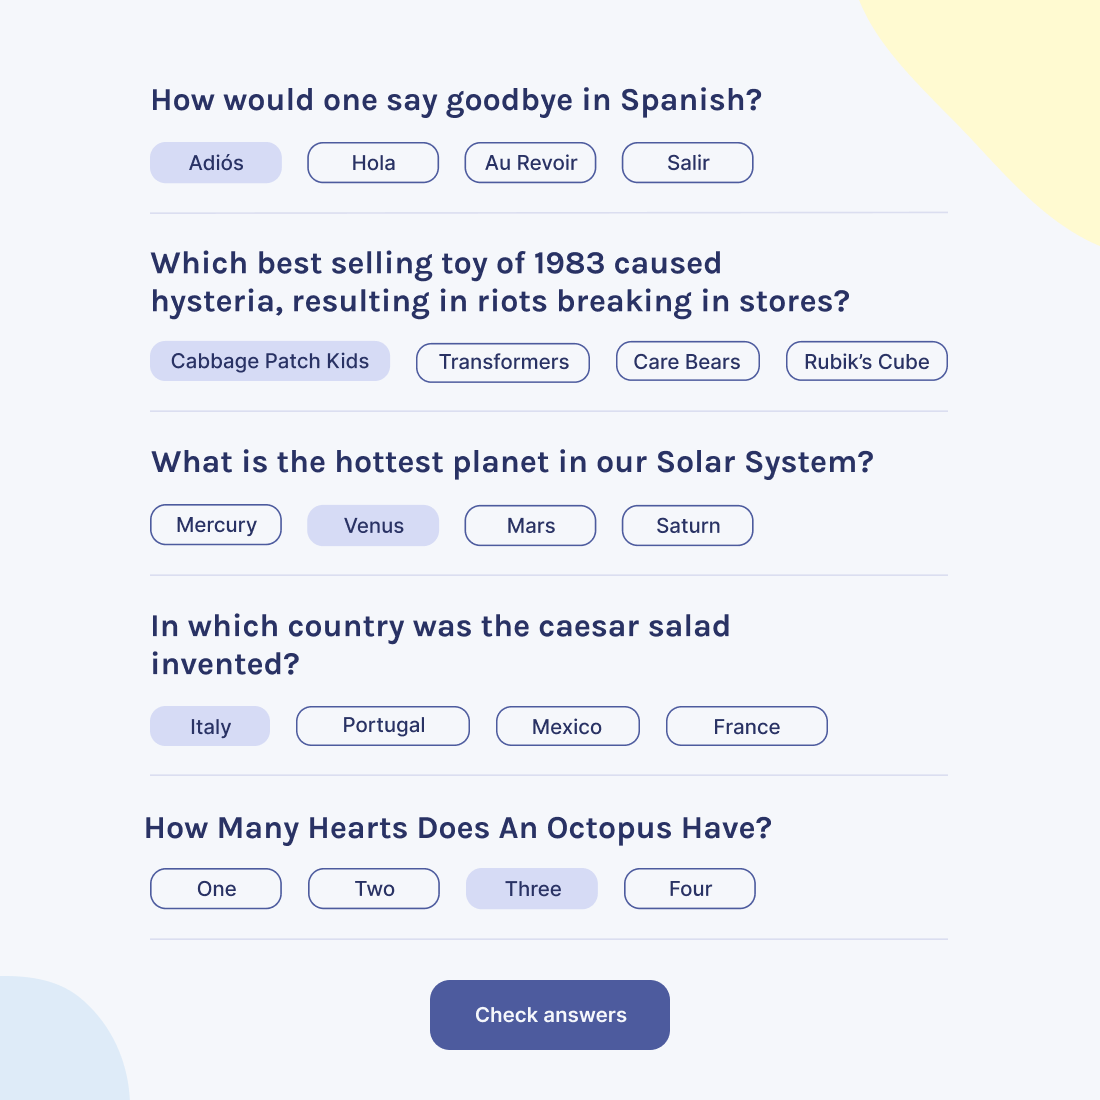 How would one say goodbye in Spanish?
Adiós Hola Au Revoir Salir
Which best selling toy of 1983 caused
hysteria, resulting in riots breaking in stores?
Cabbage Patch Kids Transformers Care Bears Rubik’s Cube
What is the hottest planet in our Solar System?
Mercury Venus Mars Saturn
In which country was the caesar salad
invented?
Italy Portugal Mexico France
How Many Hearts Does An Octopus Have?
One Two Three Four
Check answers